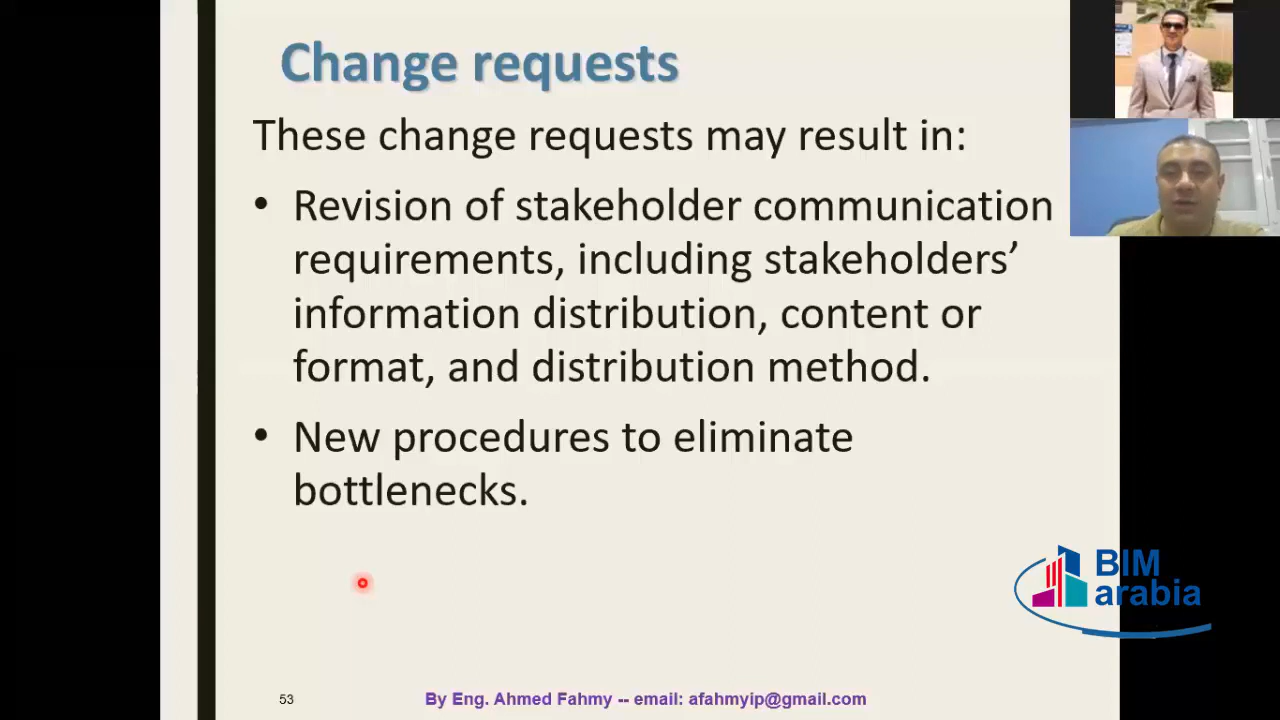 Change requests
These change requests may result in:
• Revision of stakeholder communication
requirements, including stakeholders’
information distribution, content or
format, and distribution method.
• New procedures to eliminate
bottlenecks.
BIM
arabia
53
By Eng. Ahmed Fahmy -- email: afahmyip@gmail.com